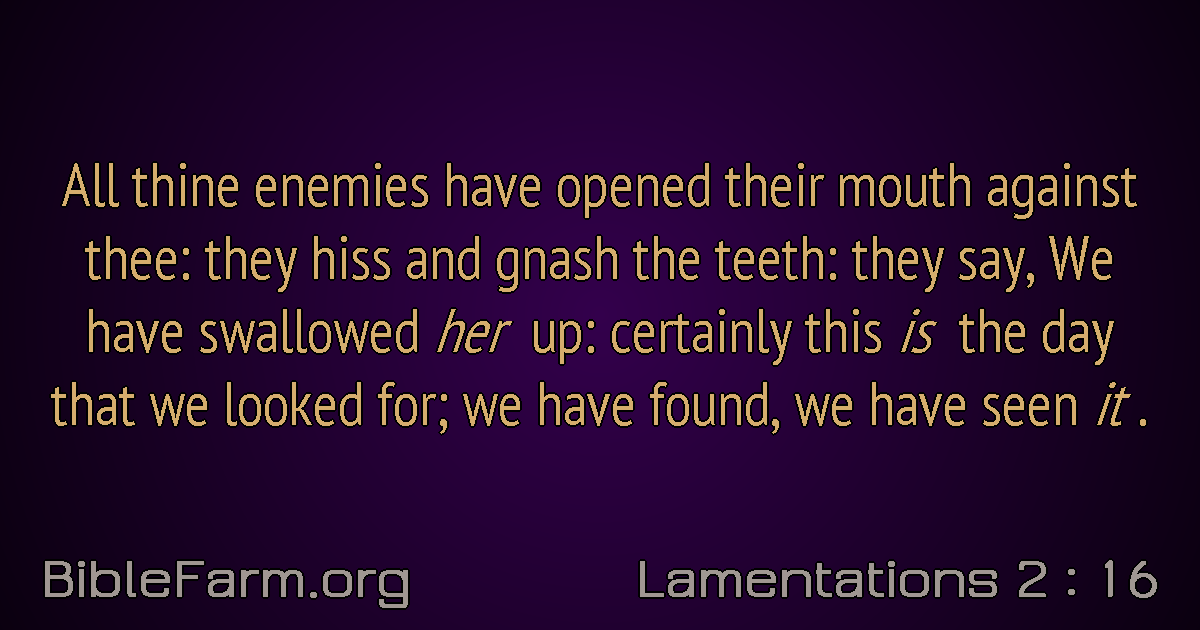 All thine enemies have opened their mouth against
thee: they hiss and gnash the teeth: they say, We
have swallowed her up: certainly this is the day
that we looked for; we have found, we have seen it .
BibleFarm.org
Lamentations 2 : 16